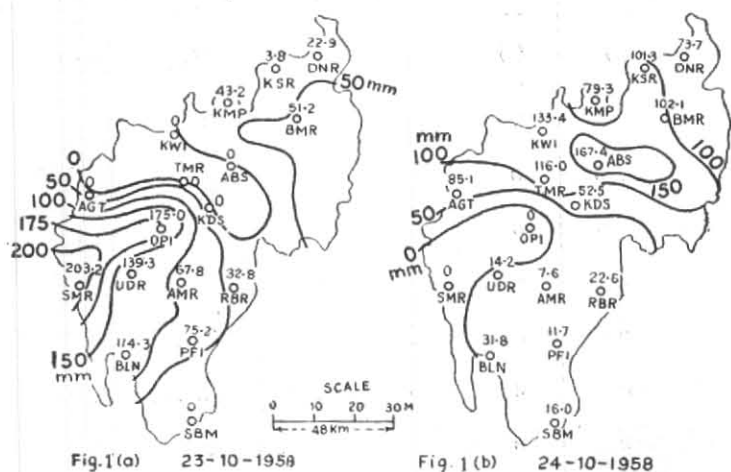 22·9
DNR
3·8
KSR
50 mm
43·2
KMP
51·2
BMR
0
KWI
0
ABS
0
50
100
175
200
TMR
0
AGT
0
KDS
175·0
OPI
203·2
SMR
139·3
UDR
67·8
AMR
32·8
RBR
75·2
PFI
150
mm
114·3
BLN
0
SBM
Fig.1(a) 23-10-1958
SCALE
0 10 20 30 M
48 Km
73·7
DNR
101·3
KSR
79·3
KMP
102·1
BMR
133·4
KWI
100
mm
100
167·4
ABS
150
116·0
TMR
52·5
KDS
85·1
AGT
50
0
mm
0
OPI
0
SMR
14·2
UDR
7·6
AMR
22·6
RBR
11·7
PFI
31·8
BLN
16·0
SBM
Fig.1(b) 24-10-1958